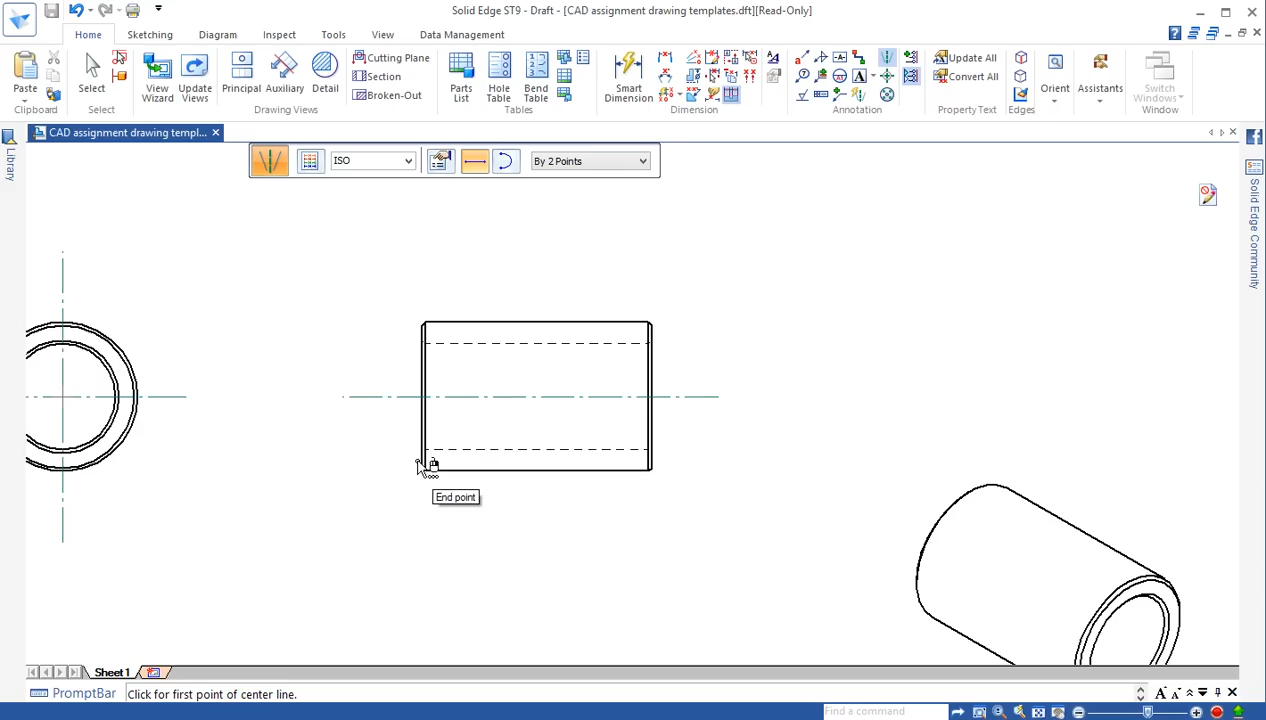 Solid Edge ST9 - Draft - [CAD assignment drawing templates.dft][Read-Only]
Home Sketching Diagram Inspect Tools View Data Management
Paste
Clipboard
Select
Select
View Wizard
Update Views
Principal
Auxiliary
Detail
Cutting Plane
Section
Broken-Out
Drawing Views
Parts List
Hole Table
Bend Table
Tables
Smart Dimension
Dimension
A
Annotation
Update All
Convert All
Property Text
Edges
Orient
Assistants
Switch Windows
Window
CAD assignment drawing templ...
ISO
By 2 Points
Library
Solid Edge Community
End point
Sheet1
PromptBar
Click for first point of center line.
Find a command